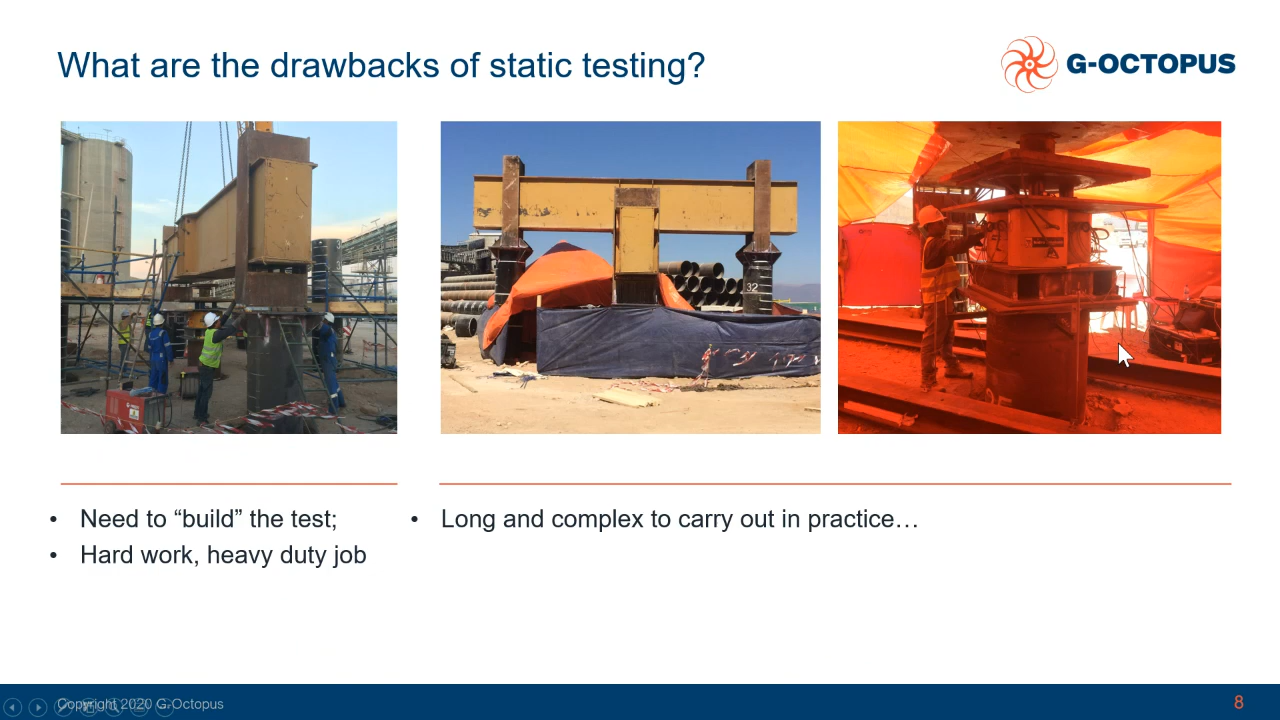 What are the drawbacks of static testing?
G-OCTOPUS
32
• Need to “build” the test;
• Hard work, heavy duty job
• Long and complex to carry out in practice…
Copyright 2020 G-Octopus
8